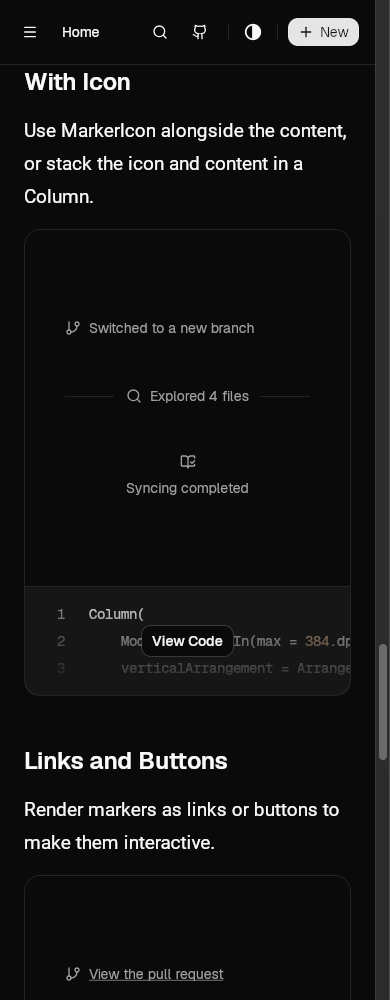 Home
New
With Icon
Use MarkerIcon alongside the content,
or stack the icon and content in a
Column.
Switched to a new branch
Explored 4 files
Syncing completed
1 Column(
2 Mod
View Code
In(max = 384.dp
3 verticalArrangement = Arrange
Links and Buttons
Render markers as links or buttons to
make them interactive.
View the pull request